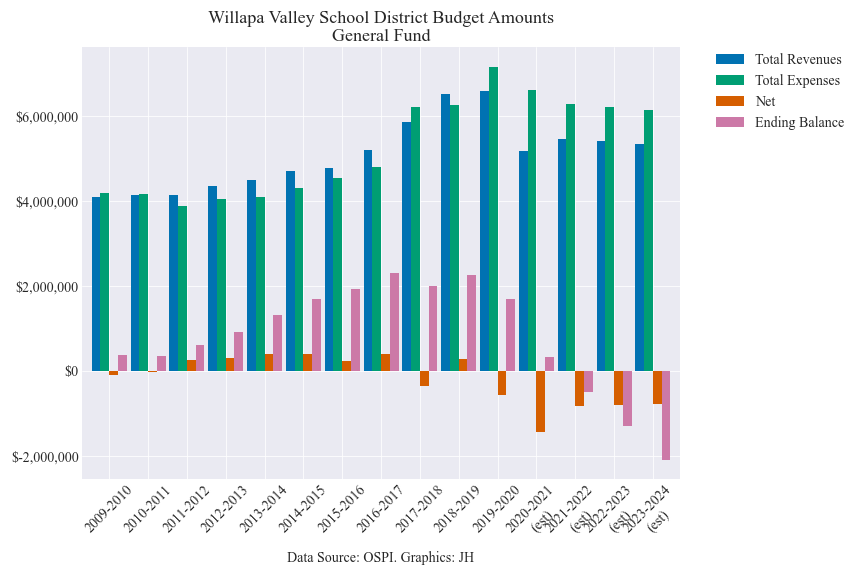 Willapa Valley School District Budget Amounts
General Fund
Total Revenues
Total Expenses
Net
Ending Balance
$6,000,000
$4,000,000
$2,000,000
$0
$-2,000,000
2009-2010
2010-2011
2011-2012
2012-2013
2013-2014
2014-2015
2015-2016
2016-2017
2017-2018
2018-2019
2019-2020
2020-2021
(est)
2021-2022
(est)
2022-2023
(est)
2023-2024
(est)
Data Source: OSPI. Graphics: JH